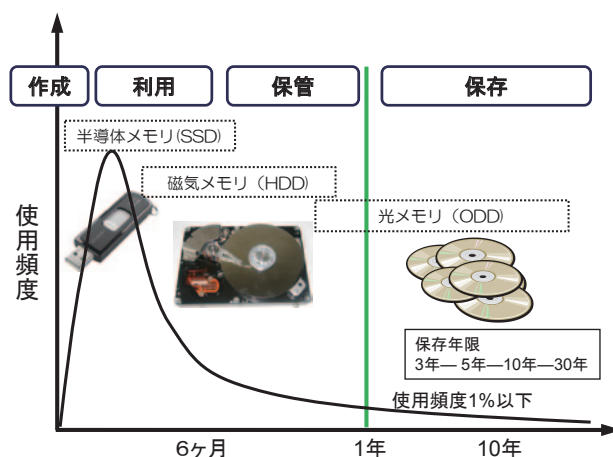 作成
利用
保管
保存
半導体メモリ(SSD)
磁気メモリ（HDD）
光メモリ（ODD）
使用頻度
保存年限
3年― 5年―10年―30年
使用頻度1%以下
6ヶ月
1年
10年